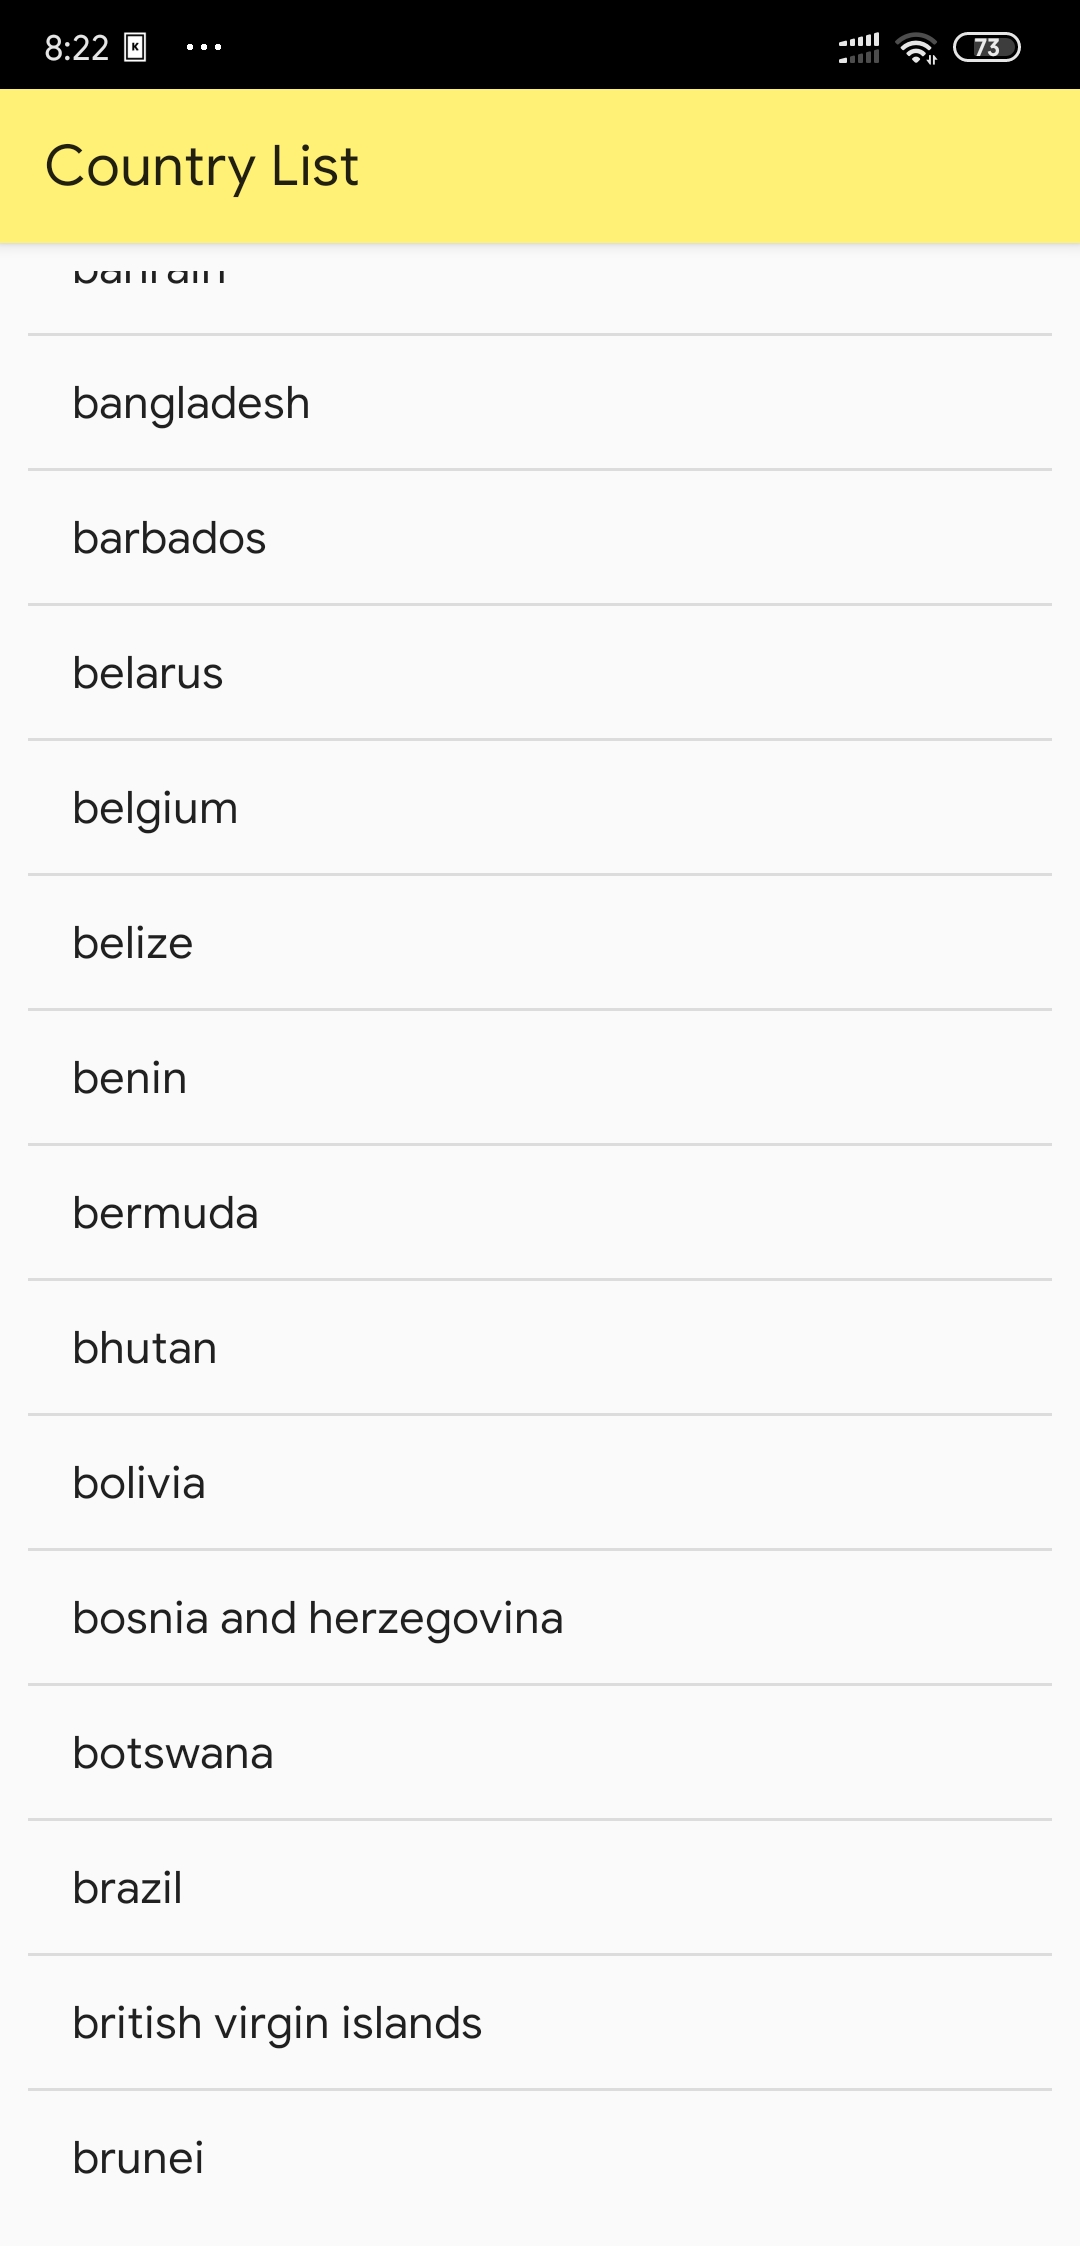 8:22 K ... 73
Country List
bahrain
bangladesh
barbados
belarus
belgium
belize
benin
bermuda
bhutan
bolivia
bosnia and herzegovina
botswana
brazil
british virgin islands
brunei